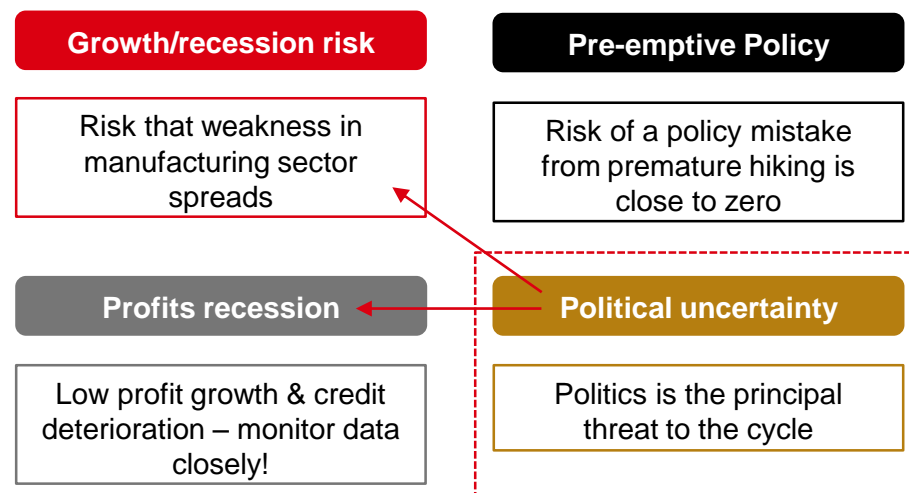 Growth/recession risk
Risk that weakness in
manufacturing sector
spreads
Pre-emptive Policy
Risk of a policy mistake
from premature hiking is
close to zero
Profits recession
Low profit growth & credit
deterioration – monitor data
closely!
Political uncertainty
Politics is the principal
threat to the cycle